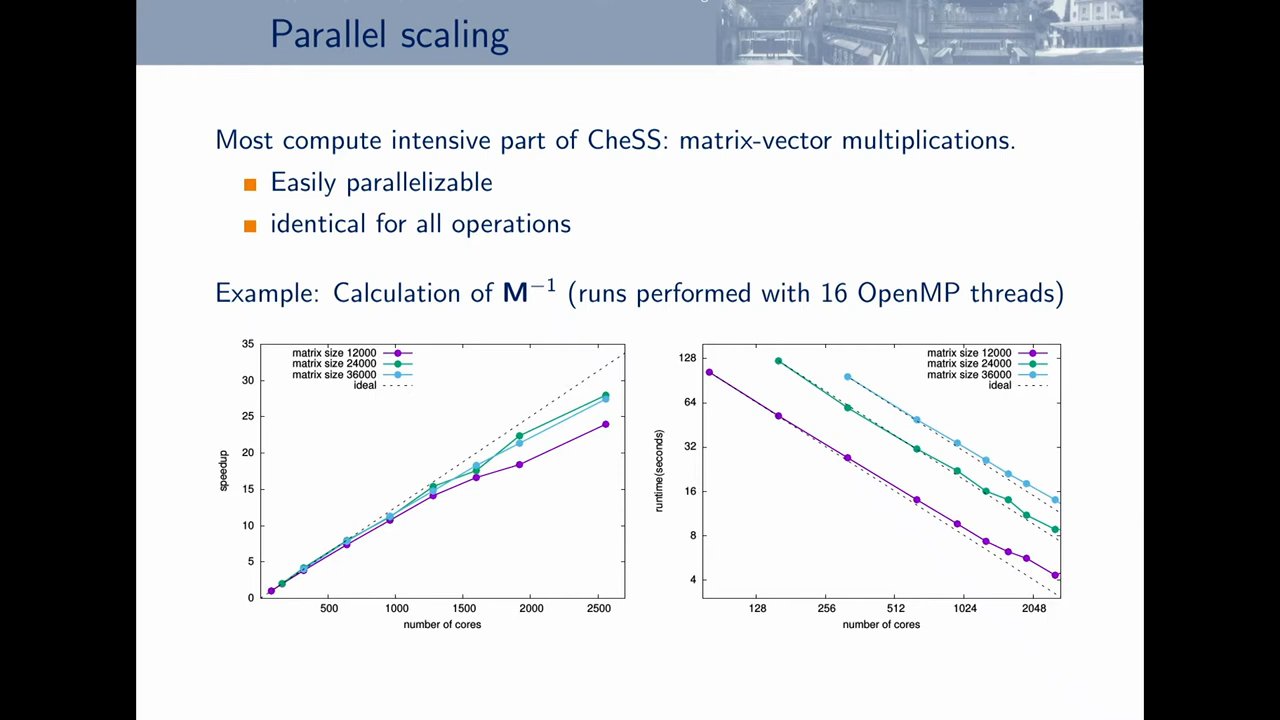 Parallel scaling
Most compute intensive part of CheSS: matrix-vector multiplications.
Easily parallelizable
identical for all operations
Example: Calculation of M−1 (runs performed with 16 OpenMP threads)
35
30
25
20
15
10
5
0
speedup
matrix size 12000
matrix size 24000
matrix size 36000
ideal
500 1000 1500 2000 2500
number of cores
128
64
32
16
8
4
runtime(seconds)
matrix size 12000
matrix size 24000
matrix size 36000
ideal
128 256 512 1024 2048
number of cores